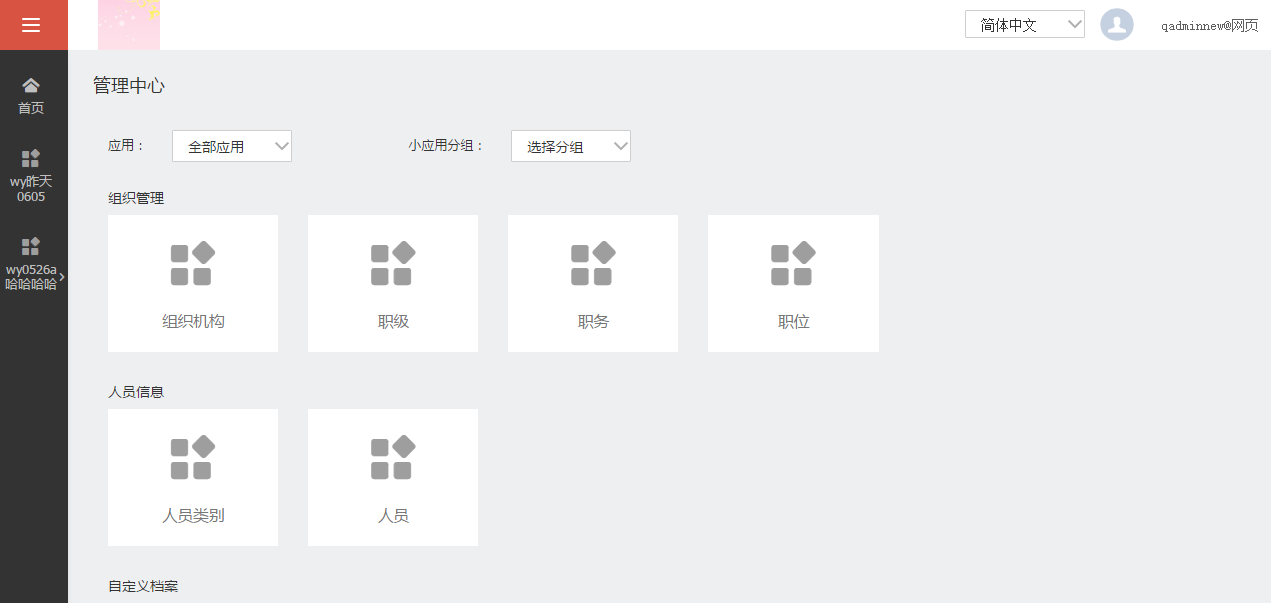 简体中文
qadminnew@网页
首页
wy昨天
0605
wy0526a
哈哈哈哈
管理中心
应用：
全部应用
小应用分组：
选择分组
组织管理
组织机构
职级
职务
职位
人员信息
人员类别
人员
自定义档案